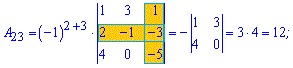 A₂₃ = (−1)²⁺³ · |1 3 1; 2 −1 −3; 4 0 −5| = −|1 3; 4 0| = 3 · 4 = 12;